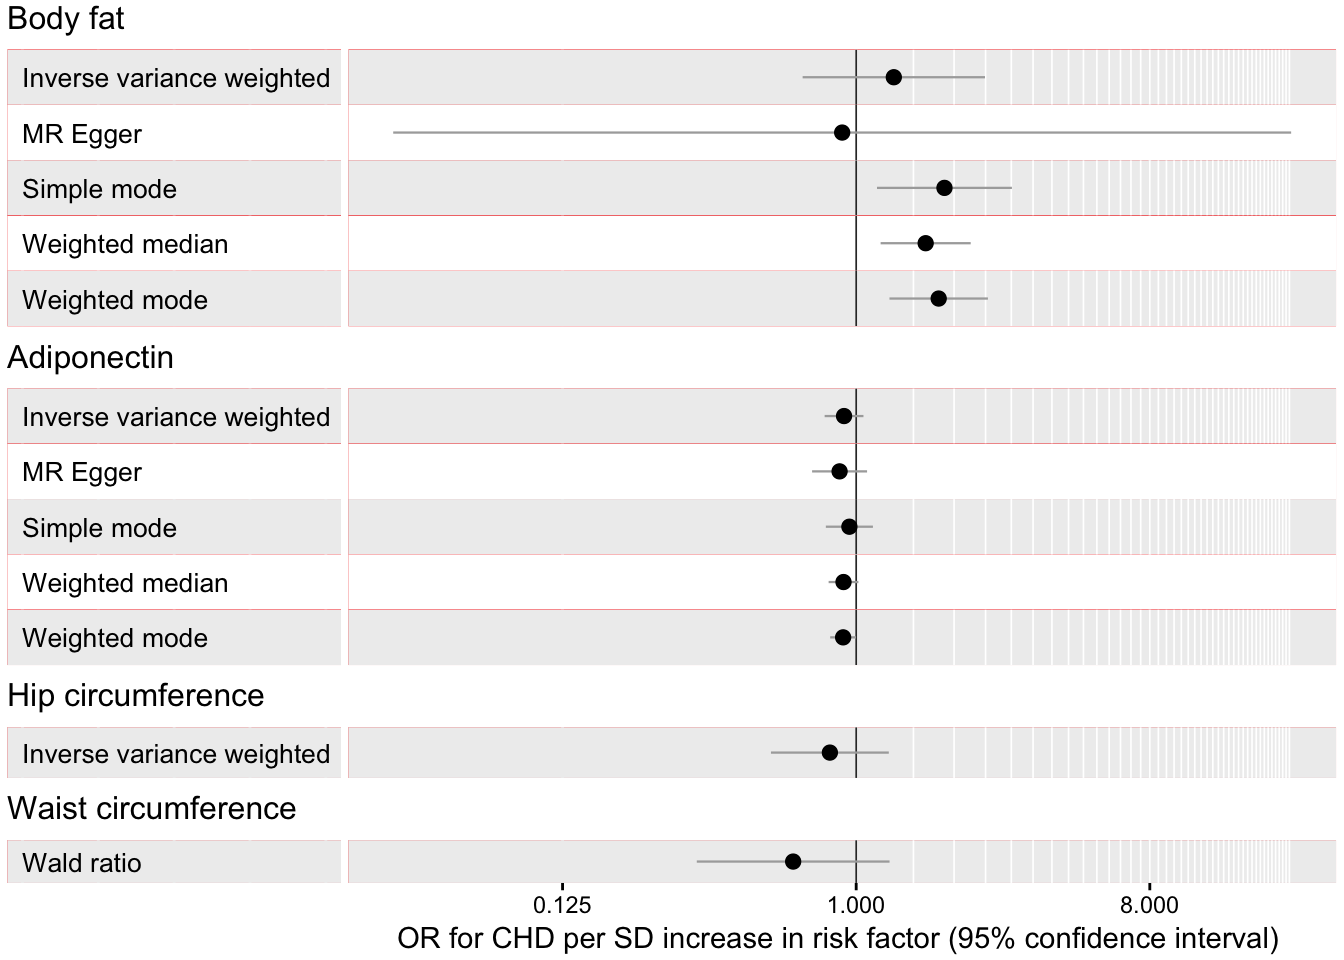 Body fat
Inverse variance weighted
MR Egger
Simple mode
Weighted median
Weighted mode
Adiponectin
Inverse variance weighted
MR Egger
Simple mode
Weighted median
Weighted mode
Hip circumference
Inverse variance weighted
Waist circumference
Wald ratio
0.125 1.000 8.000
OR for CHD per SD increase in risk factor (95% confidence interval)